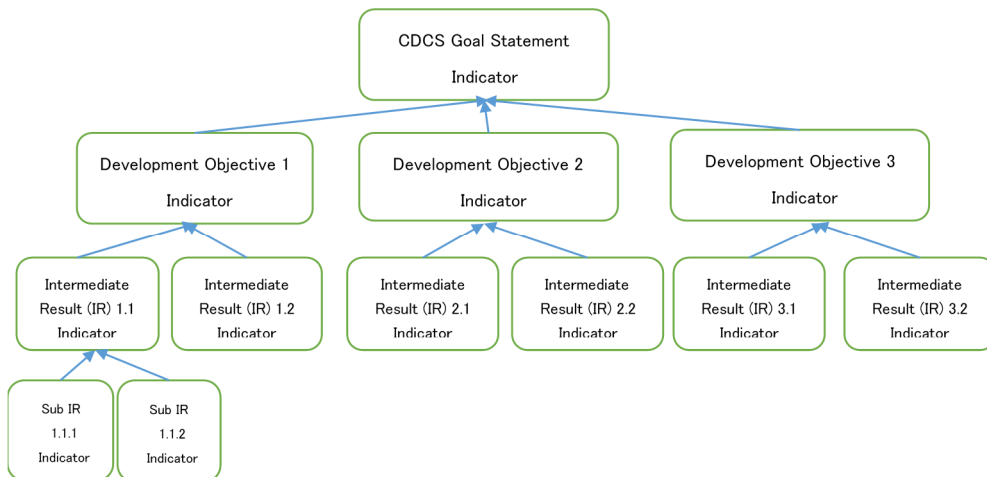 CDCS Goal Statement
Indicator
Development Objective 1
Indicator
Development Objective 2
Indicator
Development Objective 3
Indicator
Intermediate
Result (IR) 1.1
Indicator
Intermediate
Result (IR) 1.2
Indicator
Intermediate
Result (IR) 2.1
Indicator
Intermediate
Result (IR) 2.2
Indicator
Intermediate
Result (IR) 3.1
Indicator
Intermediate
Result (IR) 3.2
Indicator
Sub IR
1.1.1
Indicator
Sub IR
1.1.2
Indicator